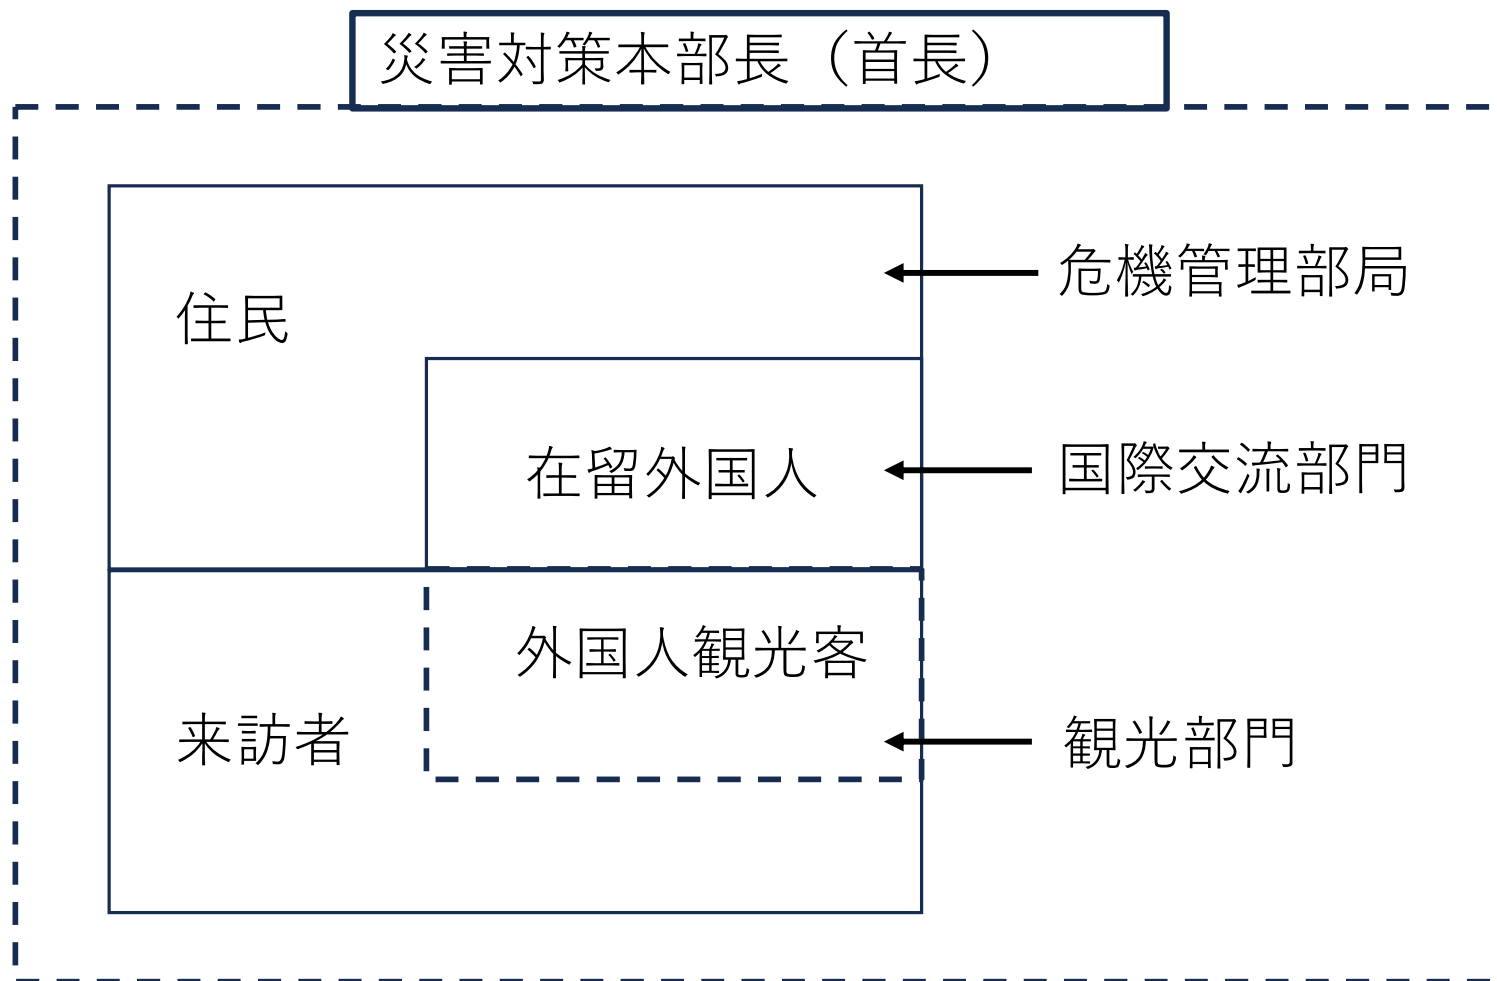 災害対策本部長（首長）
住民
危機管理部局
在留外国人
国際交流部門
外国人観光客
来訪者
観光部門